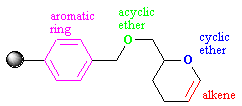 aromatic
ring
acyclic
ether
O
cyclic
ether
O
alkene